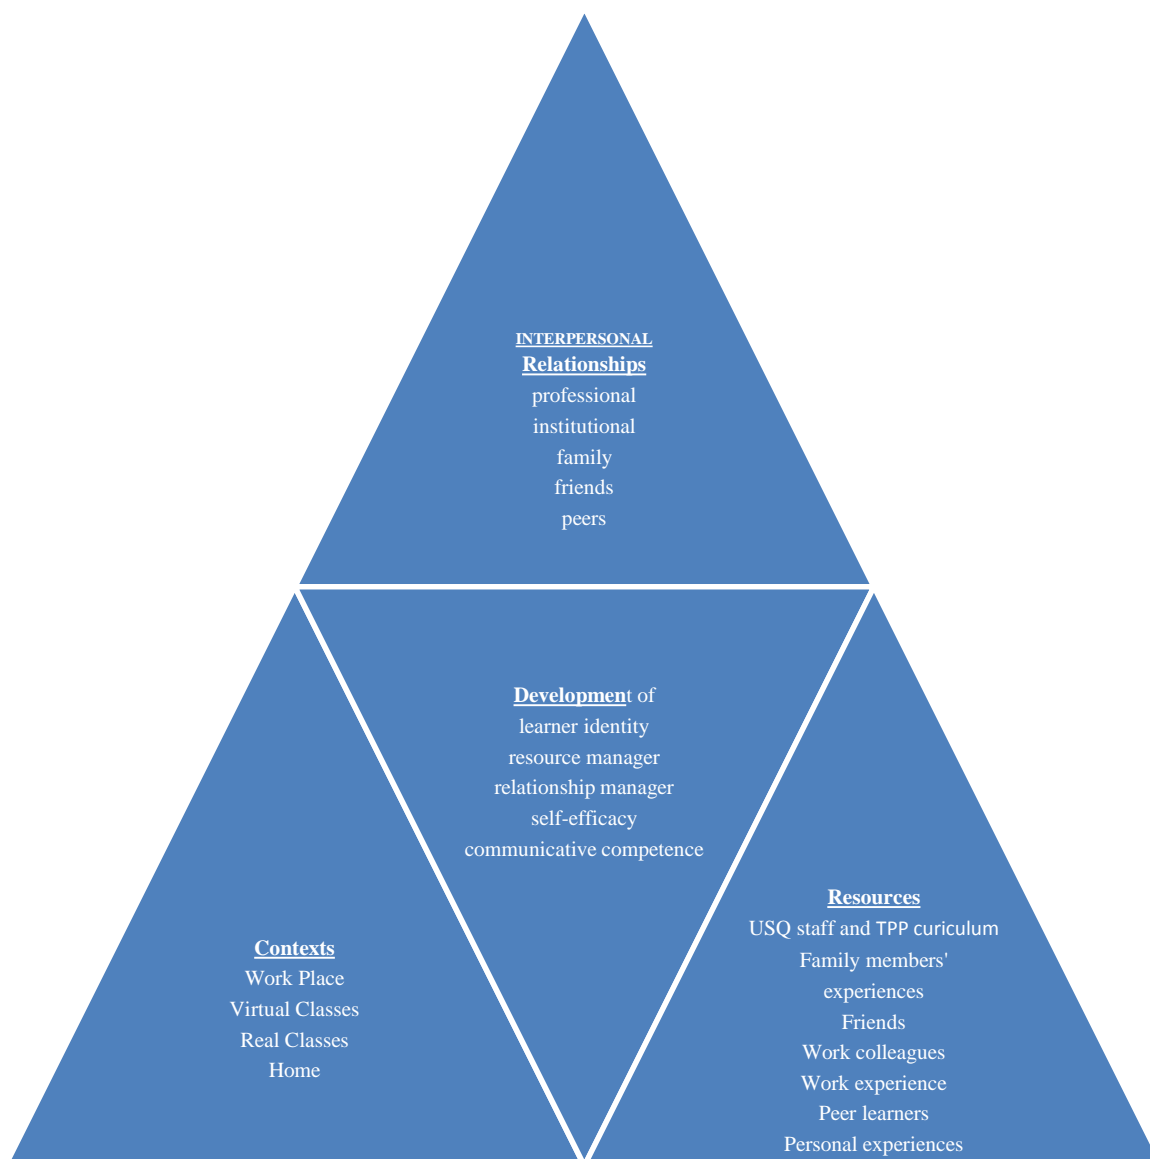 INTERPERSONAL
Relationships
professional
institutional
family
friends
peers
Development of
learner identity
resource manager
relationship manager
self-efficacy
communicative competence
Contexts
Work Place
Virtual Classes
Real Classes
Home
Resources
USQ staff and TPP curiculum
Family members'
experiences
Friends
Work colleagues
Work experience
Peer learners
Personal experiences